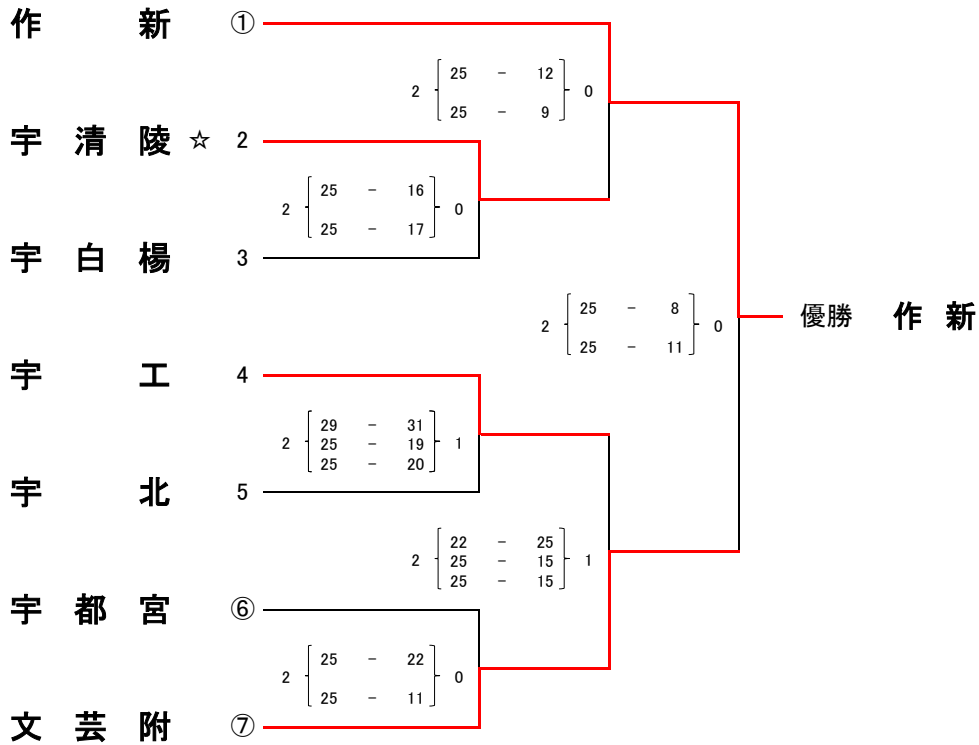 作 新 ①
25 - 12
2 0
25 - 9
宇 清 陵 ☆ 2
25 - 16
2 0
25 - 17
宇 白 楊 3
25 - 8
2 0
25 - 11
優勝 作 新
宇 工 4
29 - 31
2 25 - 19 1
25 - 20
宇 北 5
22 - 25
2 25 - 15 1
25 - 15
宇 都 宮 ⑥
25 - 22
2 0
25 - 11
文 芸 附 ⑦